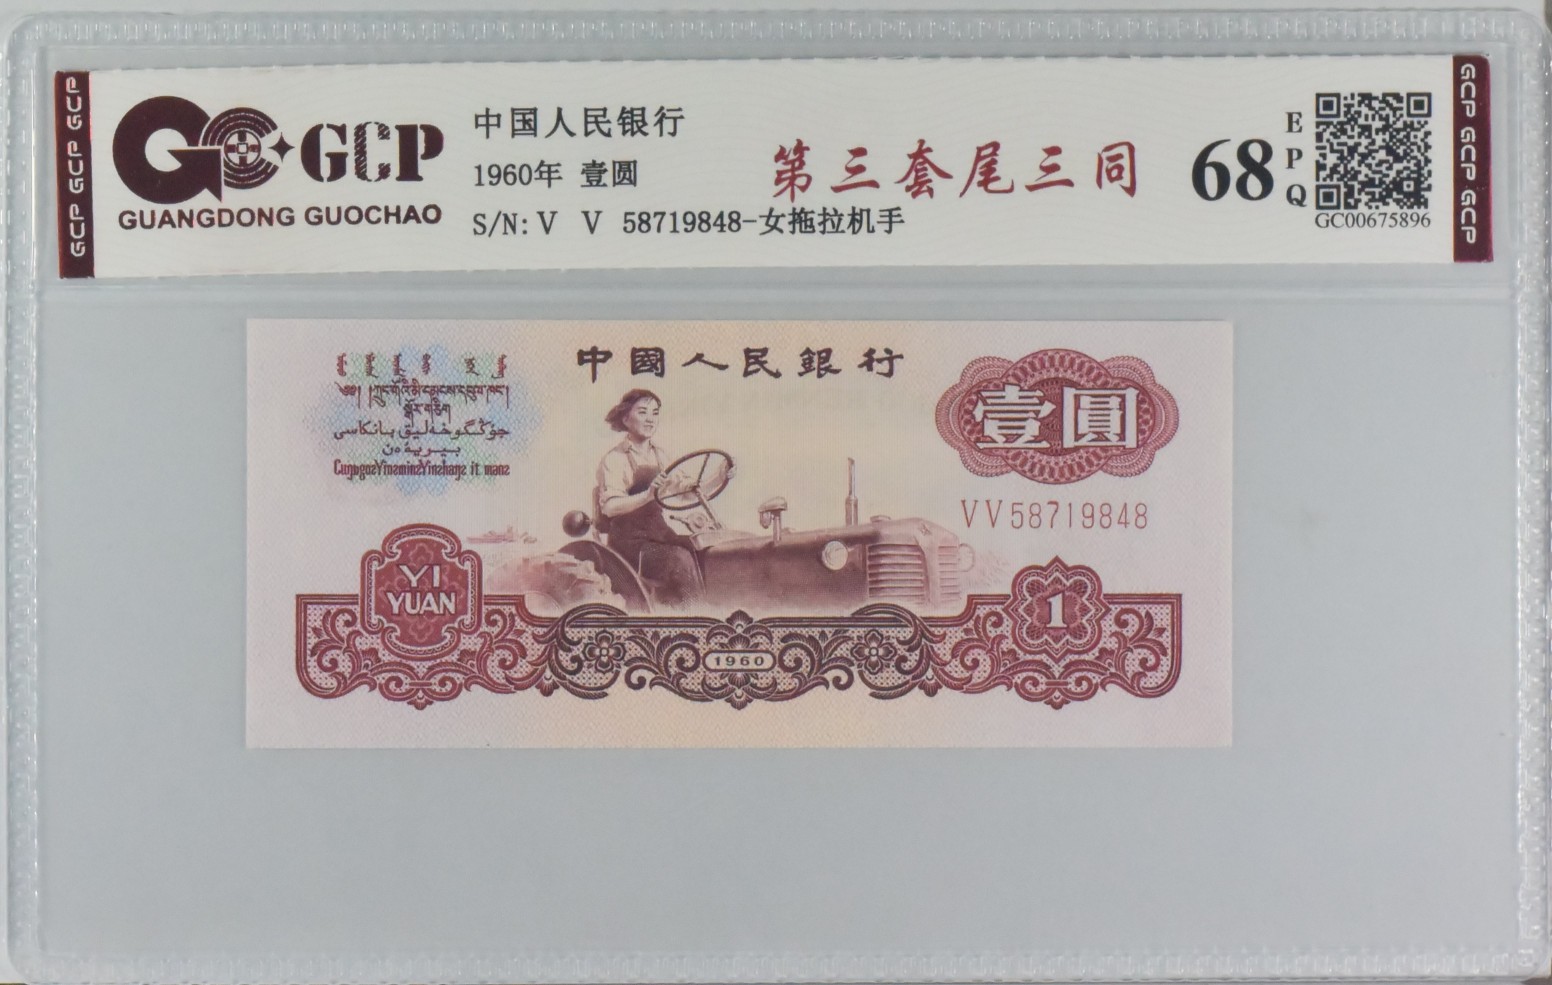 GCP GCP GCP
GCP
GUANGDONG GUOCHAO
中国人民银行
1960年 壹圆
S/N: V V 58719848-女拖拉机手
第三套尾三同
68
EPQ
GC00675896
GCP GCP GCP
中國人民銀行
壹圓
VV58719848
YI
YUAN
1
1960